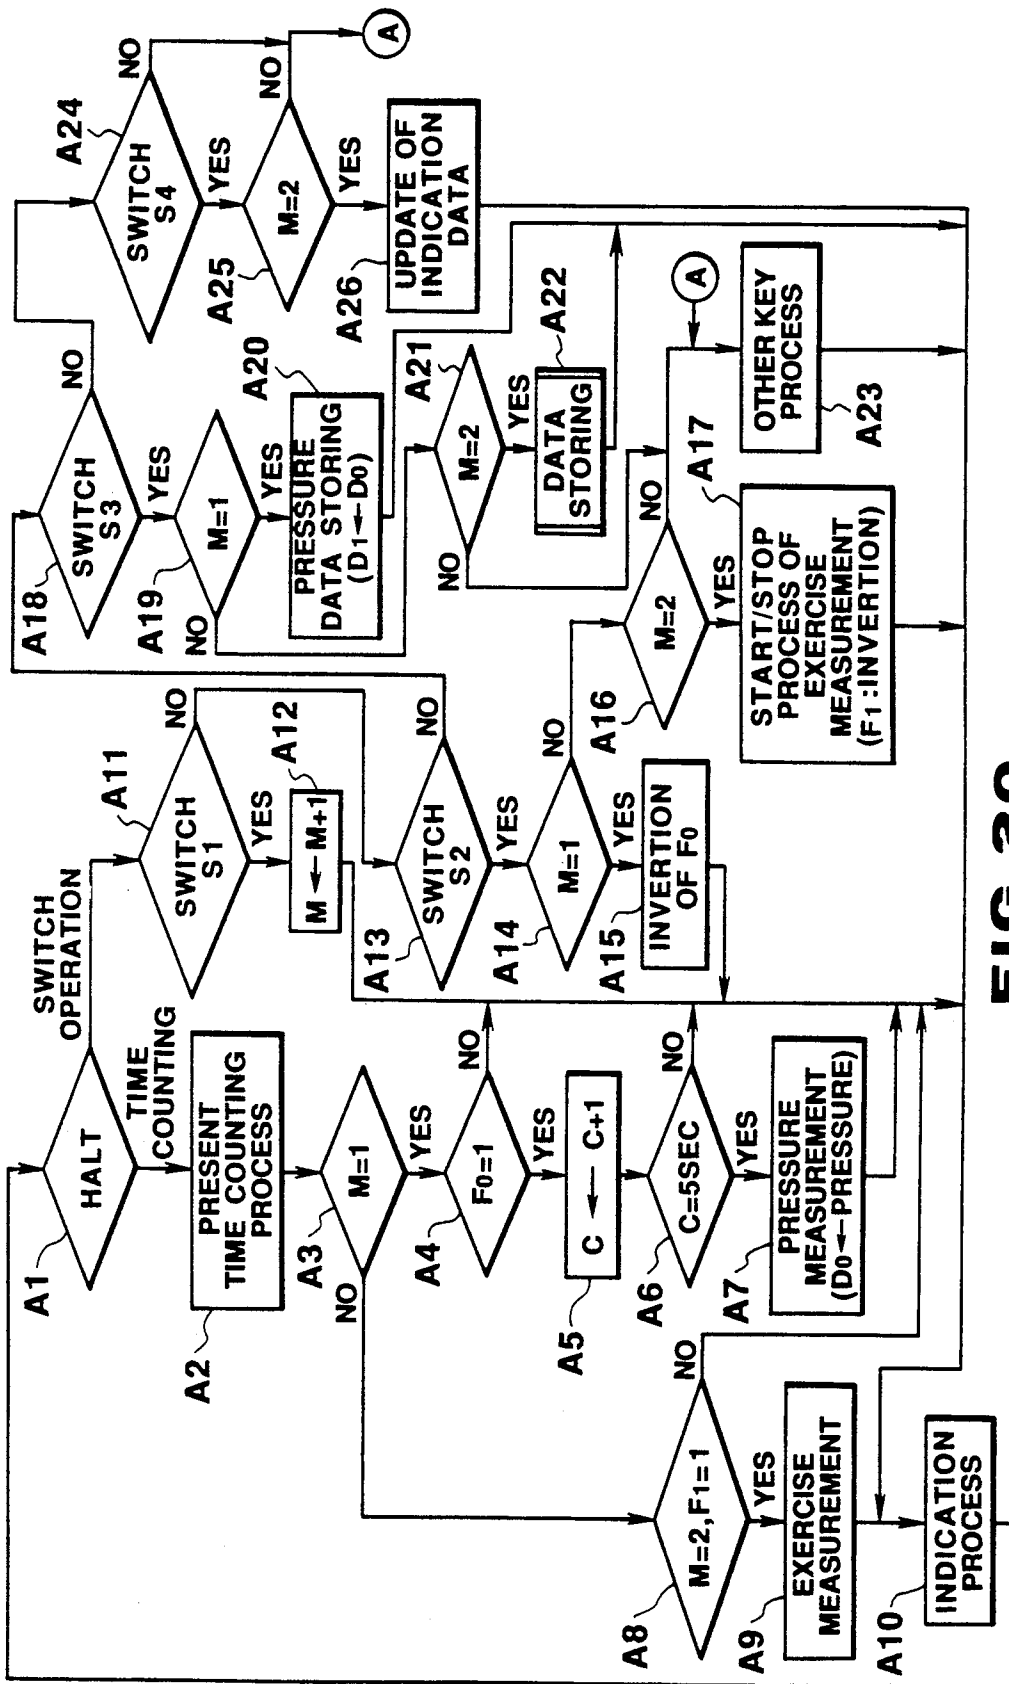 A1
HALT
SWITCH
OPERATION
TIME
COUNTING
A2
PRESENT
TIME COUNTING
PROCESS
A3
M=1
NO
YES
A4
F0=1
NO
YES
A5
C ← C+1
A6
C=5SEC
NO
YES
A7
PRESSURE
MEASUREMENT
(D0←PRESSURE)
A8
M=2,F1=1
NO
YES
A9
EXERCISE
MEASUREMENT
A10
INDICATION
PROCESS
A11
SWITCH
S1
NO
YES
A12
M ← M+1
A13
SWITCH
S2
NO
YES
A14
M=1
NO
YES
A15
INVERTION
OF F0
A16
M=2
NO
YES
A17
START/STOP
PROCESS OF
EXERCISE
MEASUREMENT
(F1:INVERTION)
A18
SWITCH
S3
NO
YES
A19
M=1
NO
YES
A20
PRESSURE
DATA STORING
(D1←D0)
A21
M=2
NO
YES
A22
DATA
STORING
A
OTHER KEY
PROCESS
A23
A24
SWITCH
S4
NO
YES
A25
M=2
NO
YES
A
A26
UPDATE OF
INDICATION
DATA